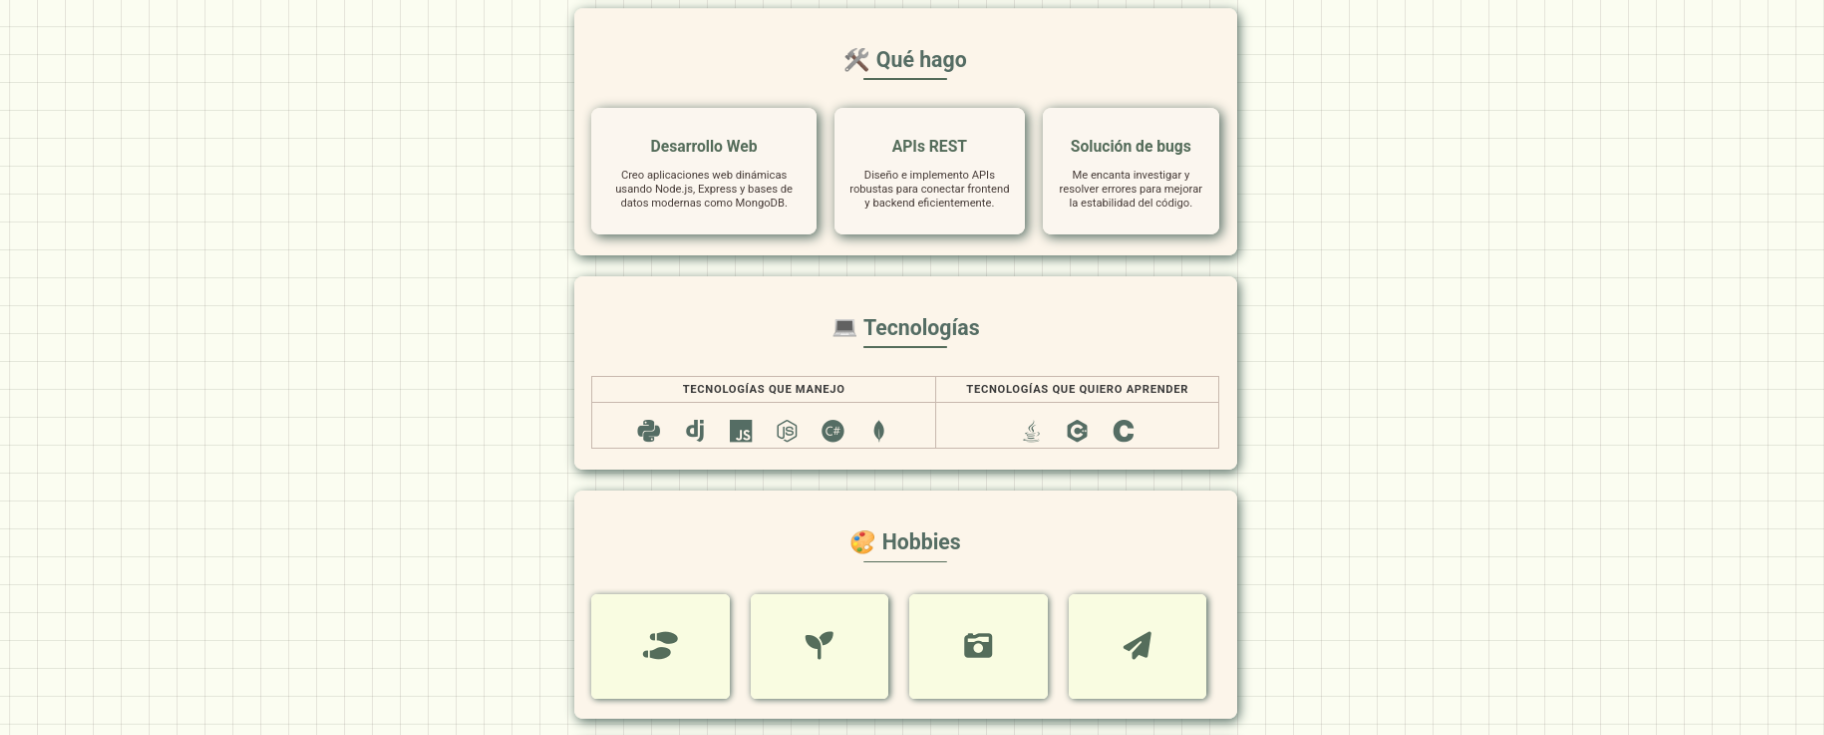 Qué hago
Desarrollo Web
Creo aplicaciones web dinámicas
usando Node.js, Express y bases de
datos modernas como MongoDB.
APIs REST
Diseño e implemento APIs
robustas para conectar frontend
y backend eficientemente.
Solución de bugs
Me encanta investigar y
resolver errores para mejorar
la estabilidad del código.
Tecnologías
TECNOLOGÍAS QUE MANEJO
TECNOLOGÍAS QUE QUIERO APRENDER
dj
JS
JS
C#
C
C
Hobbies